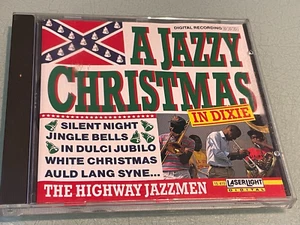 DIGITAL RECORDING
A JAZZY
CHRISTMAS
IN DIXIE
SILENT NIGHT
JINGLE BELLS
IN DULCI JUBILO
WHITE CHRISTMAS
AULD LANG SYNE...
THE HIGHWAY JAZZMEN
LASERLIGHT
DIGITAL